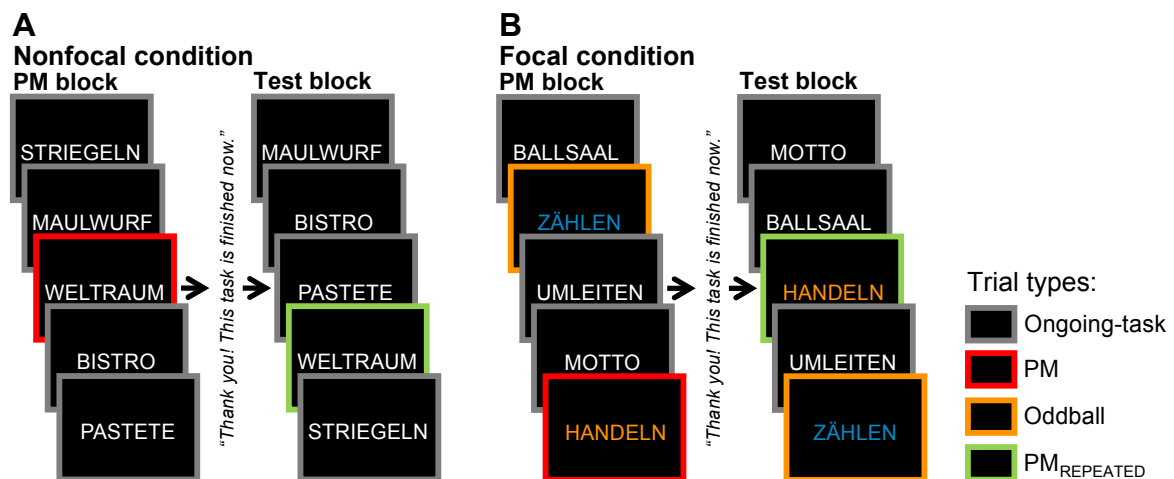 A
Nonfocal condition
PM block
STRIEGELN
MAULWURF
WELTRAUM
BISTRO
PASTETE
“Thank you! This task is finished now.”
Test block
MAULWURF
BISTRO
PASTETE
WELTRAUM
STRIEGELN
B
Focal condition
PM block
BALLSAAL
ZÄHLEN
UMLEITEN
MOTTO
HANDELN
“Thank you! This task is finished now.”
Test block
MOTTO
BALLSAAL
HANDELN
UMLEITEN
ZÄHLEN
Trial types:
Ongoing-task
PM
Oddball
PMREPEATED